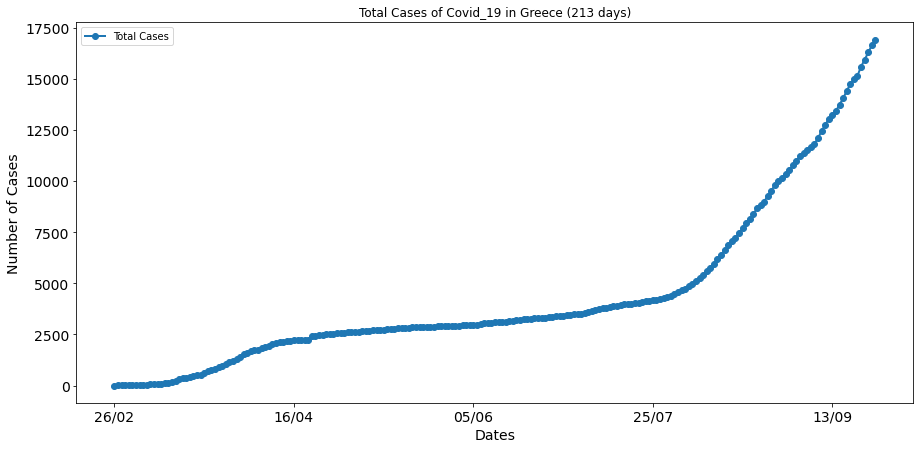 Total Cases of Covid_19 in Greece (213 days)
Total Cases
17500
15000
12500
10000
7500
5000
2500
0
Number of Cases
26/02 16/04 05/06 25/07 13/09
Dates